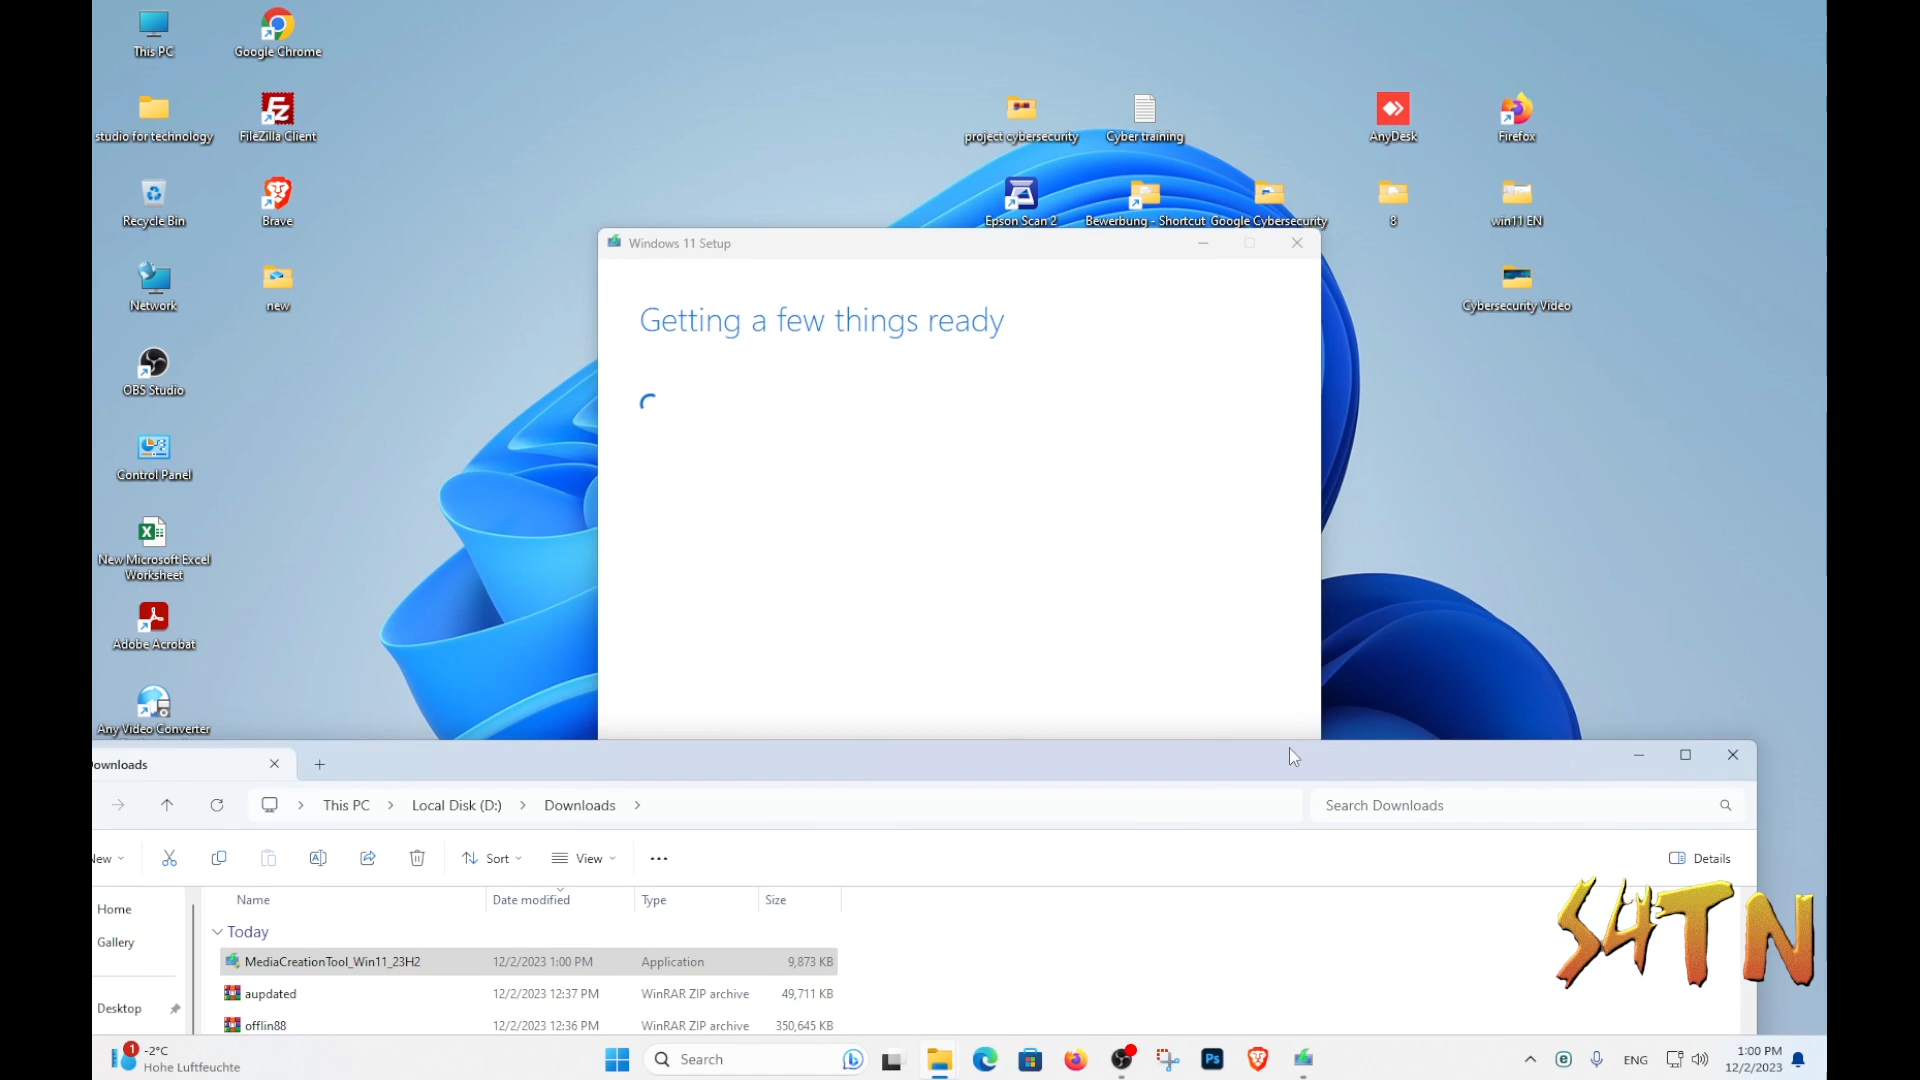 This PC
Google Chrome
studio for technology
FileZilla Client
project cybersecurity
Cyber training
AnyDesk
Firefox
Recycle Bin
Brave
Epson Scan 2
Bewerbung - Shortcut
Google Cybersecurity
8
win11 EN
Network
new
Cybersecurity Video
OBS Studio
Control Panel
New Microsoft Excel
Worksheet
Adobe Acrobat
Any Video Converter
Windows 11 Setup
Getting a few things ready
ownloads
This PC
Local Disk (D:)
Downloads
Search Downloads
New
Sort
View
Details
Home
Gallery
Desktop
Name
Date modified
Type
Size
Today
MediaCreationTool_Win11_23H2 12/2/2023 1:00 PM Application 9,873 KB
aupdated 12/2/2023 12:37 PM WinRAR ZIP archive 49,711 KB
offlin88 12/2/2023 12:36 PM WinRAR ZIP archive 350,645 KB
S4TN
1
-2°C
Hohe Luftfeuchte
Search
Ps
ENG
1:00 PM
12/2/2023